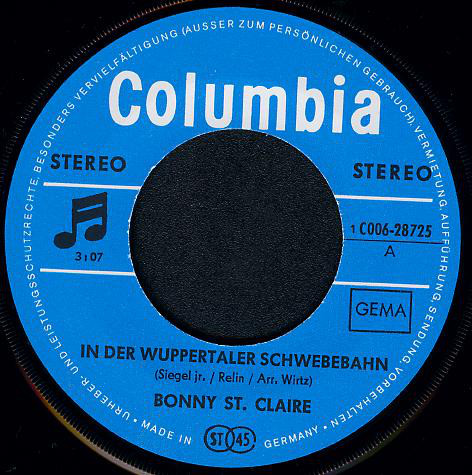 URHEBER- UND LEISTUNGSSCHUTZRECHTE, BESONDERS VERVIELFÄLTIGUNG (AUSSER ZUM PERSÖNLICHEN GEBRAUCH), VERMIETUNG, AUFFÜHRUNG, SENDUNG, VORBEHALTEN
Columbia
STEREO
STEREO
3:07
1 C006-28725
A
GEMA
IN DER WUPPERTALER SCHWEBEBAHN
(Siegel jr. / Relin / Arr. Wirtz)
BONNY ST. CLAIRE
• MADE IN GERMANY •
ST 45